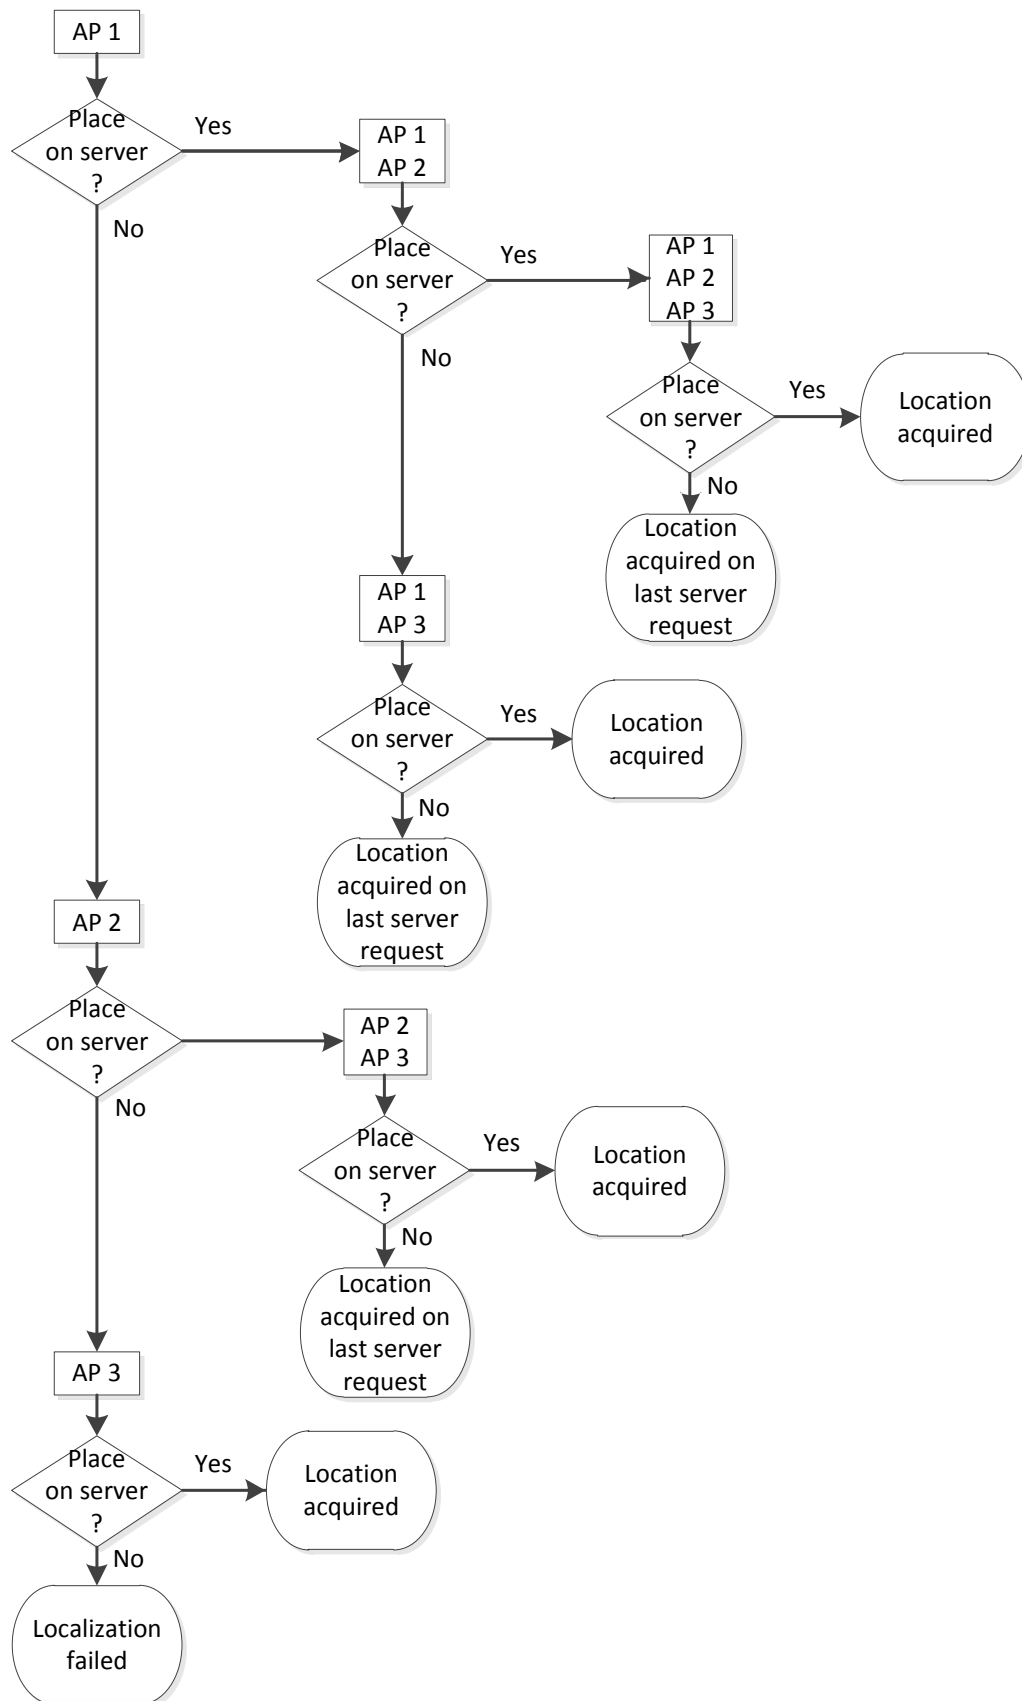 AP 1
Place
on server
?
Yes
No
AP 1
AP 2
Place
on server
?
Yes
No
AP 1
AP 2
AP 3
Place
on server
?
Yes
No
Location
acquired
Location
acquired on
last server
request
AP 1
AP 3
Place
on server
?
Yes
No
Location
acquired
Location
acquired on
last server
request
AP 2
Place
on server
?
No
AP 2
AP 3
Place
on server
?
Yes
No
Location
acquired
Location
acquired on
last server
request
AP 3
Place
on server
?
Yes
No
Location
acquired
Localization
failed